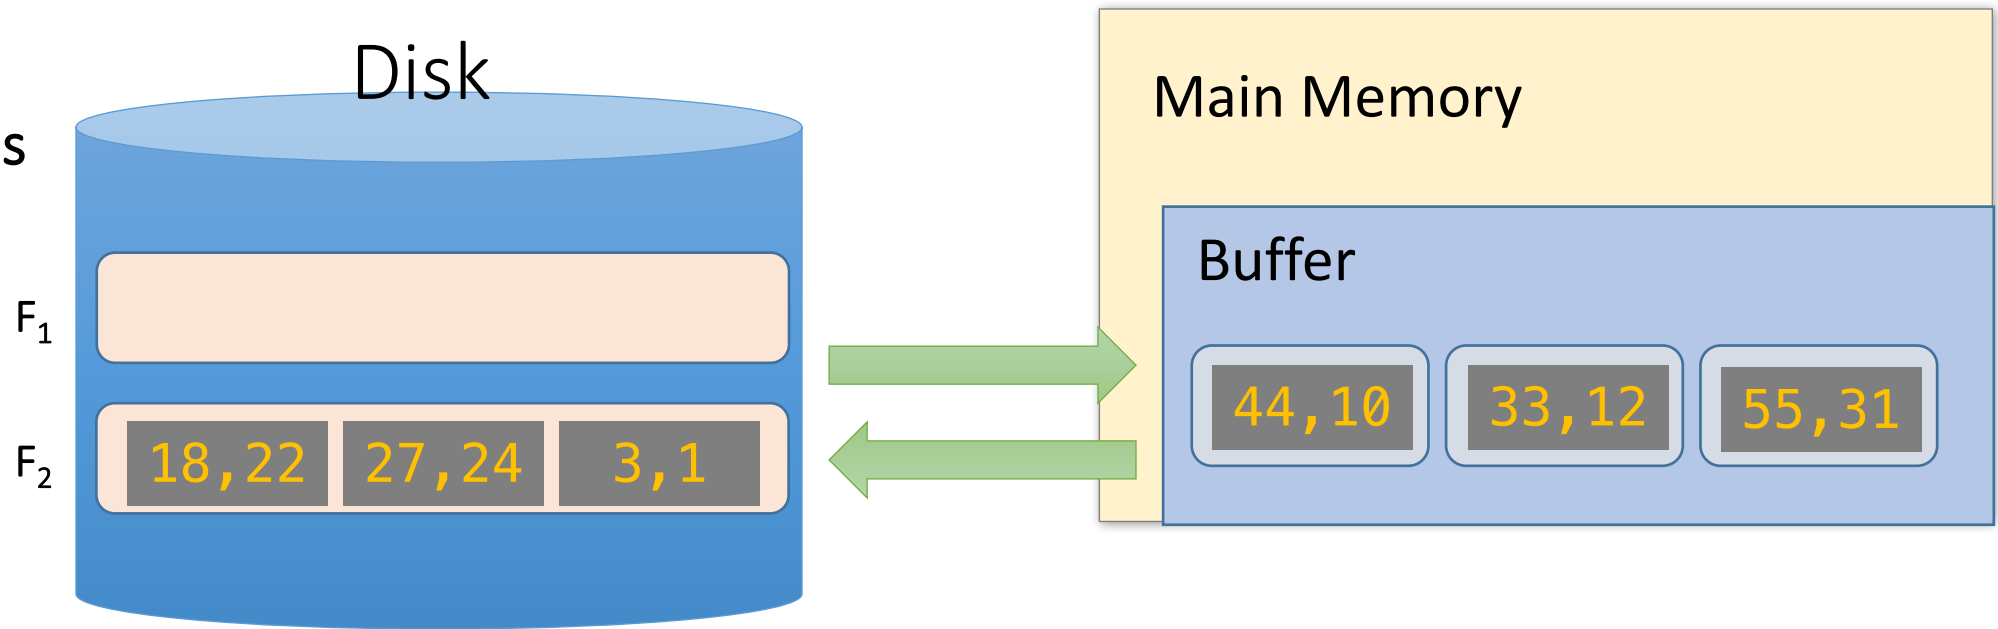 Disk
s
F1
F2
18,22 27,24 3,1
Main Memory
Buffer
44,10 33,12 55,31